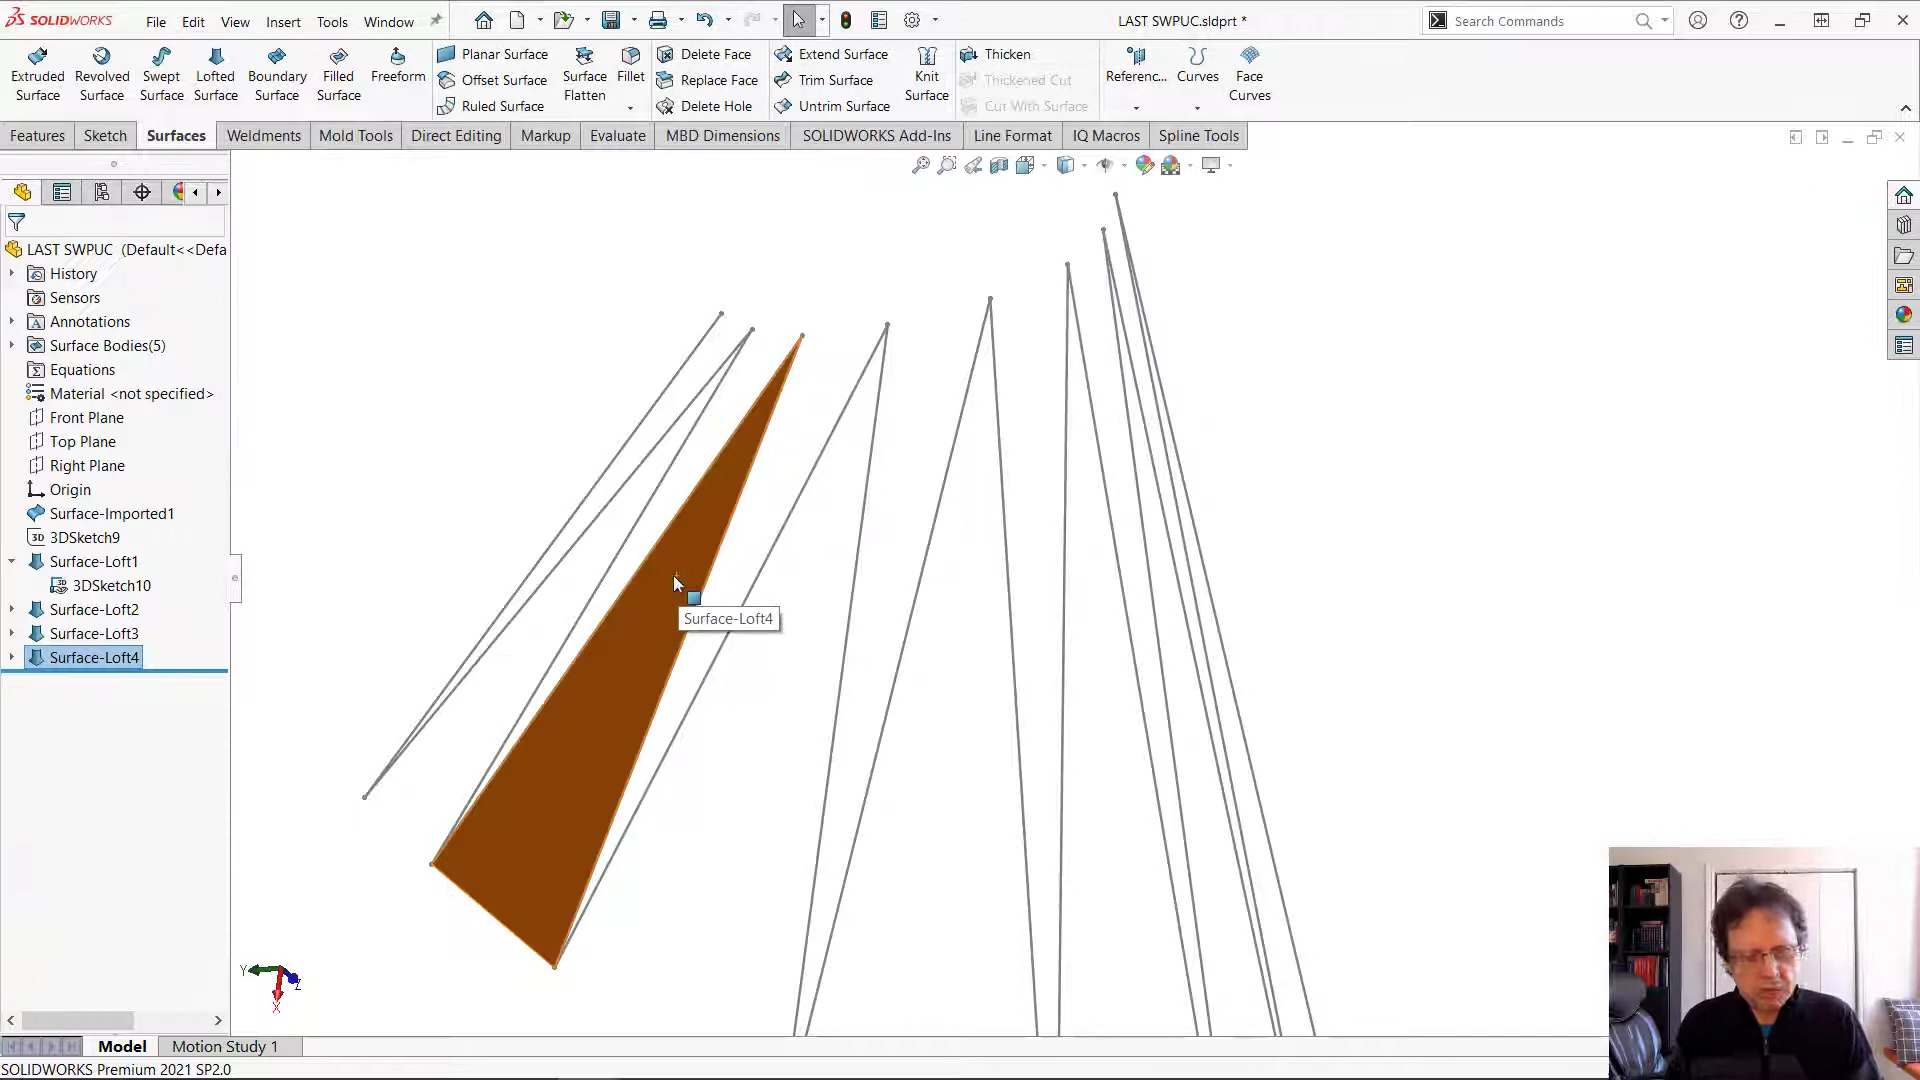 SOLIDWORKS File Edit View Insert Tools Window LAST SWPUC.sldprt * Search Commands
Extruded Surface
Revolved Surface
Swept Surface
Lofted Surface
Boundary Surface
Filled Surface
Freeform
Planar Surface
Offset Surface
Ruled Surface
Surface Flatten
Fillet
Delete Face
Replace Face
Delete Hole
Extend Surface
Trim Surface
Untrim Surface
Knit Surface
Thicken
Thickened Cut
Cut With Surface
Referenc...
Curves
Face Curves
Features Sketch Surfaces Weldments Mold Tools Direct Editing Markup Evaluate MBD Dimensions SOLIDWORKS Add-Ins Line Format IQ Macros Spline Tools
LAST SWPUC (Default<<Defa
History
Sensors
Annotations
Surface Bodies(5)
Equations
Material <not specified>
Front Plane
Top Plane
Right Plane
Origin
Surface-Imported1
3D 3DSketch9
Surface-Loft1
3DSketch10
Surface-Loft2
Surface-Loft3
Surface-Loft4
Surface-Loft4
Y
Z
X
Model Motion Study 1
SOLIDWORKS Premium 2021 SP2.0